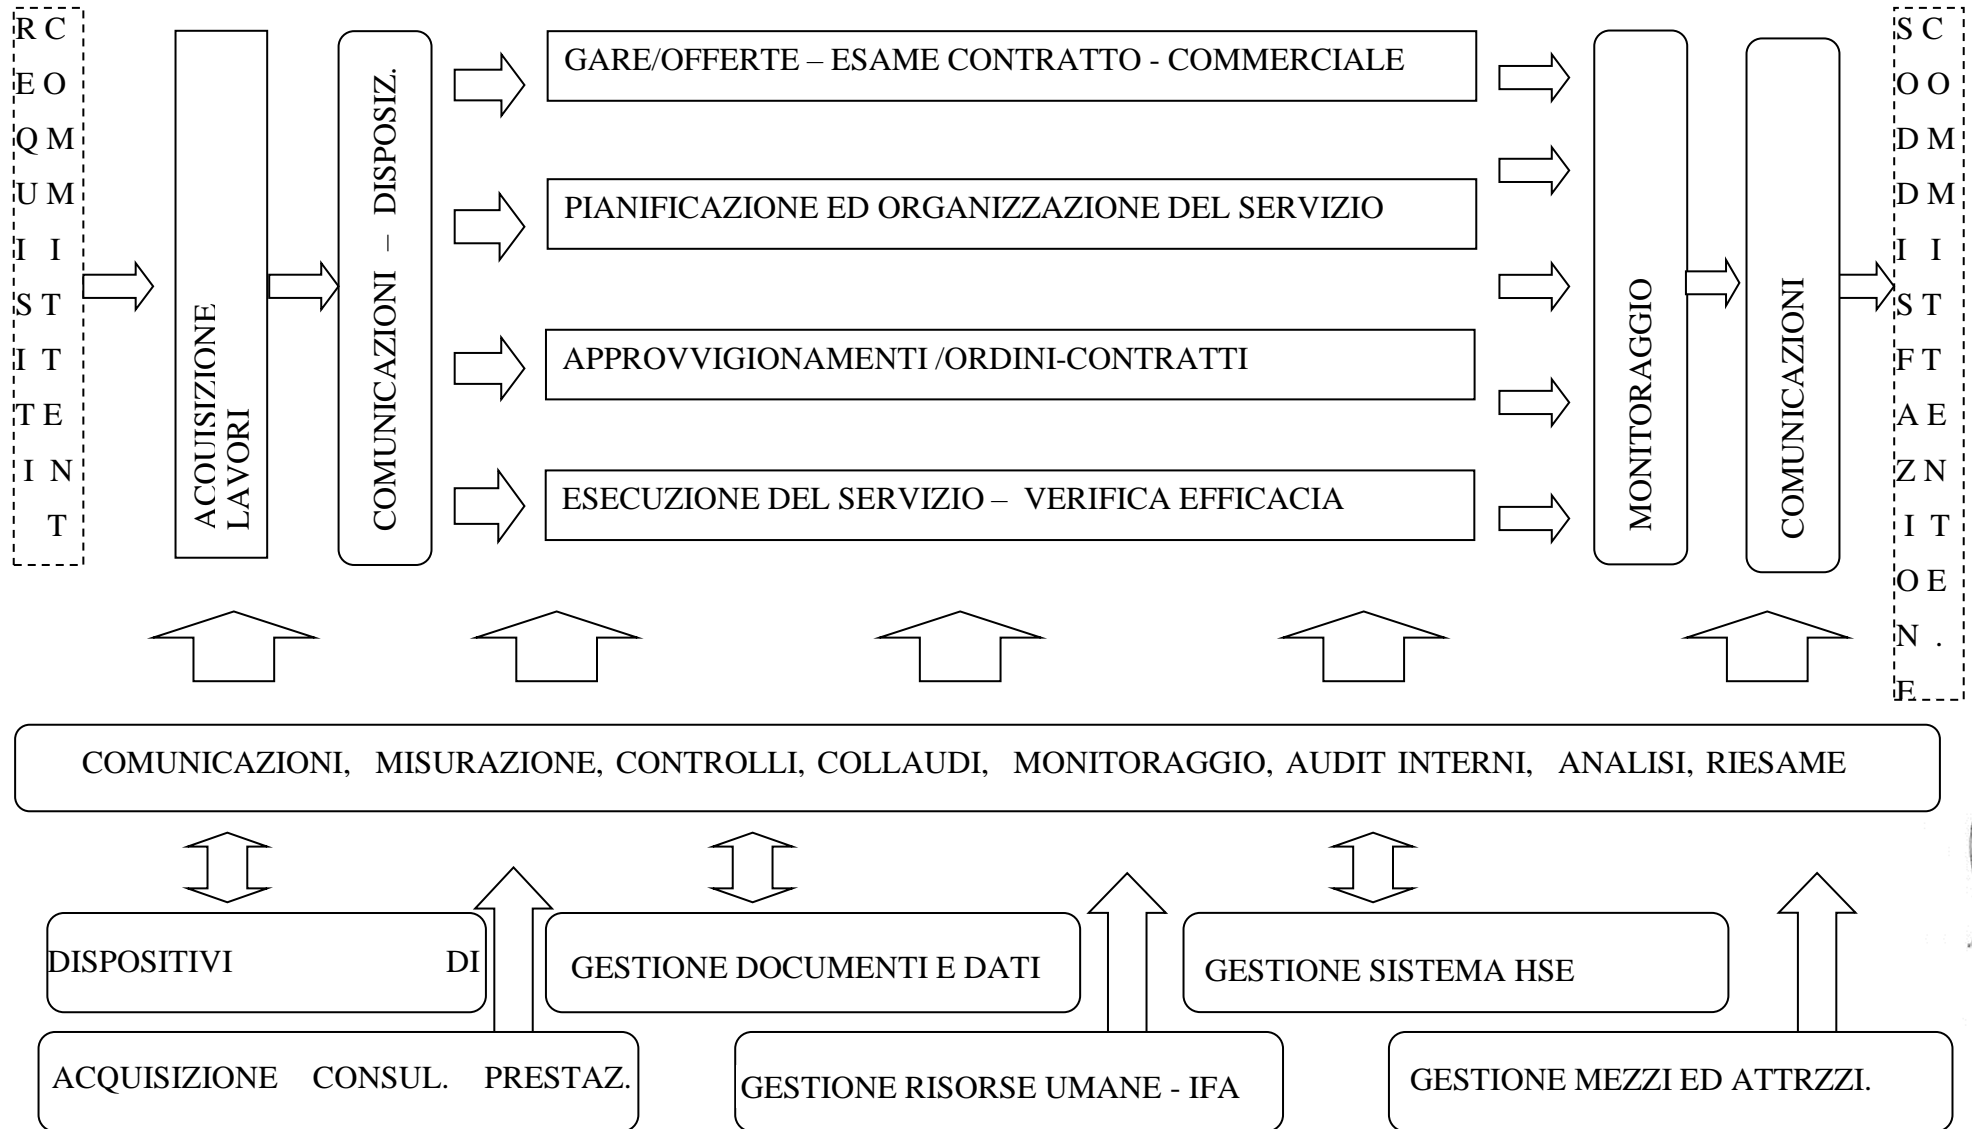 REQUISITI
COMMITTENT
ACQUISIZIONE
LAVORI
COMUNICAZIONI – DISPOSIZ.
GARE/OFFERTE – ESAME CONTRATTO - COMMERCIALE
PIANIFICAZIONE ED ORGANIZZAZIONE DEL SERVIZIO
APPROVVIGIONAMENTI /ORDINI-CONTRATTI
ESECUZIONE DEL SERVIZIO – VERIFICA EFFICACIA
MONITORAGGIO
COMUNICAZIONI
SODDISFAZIONE
COMMITTENTE.
COMUNICAZIONI, MISURAZIONE, CONTROLLI, COLLAUDI, MONITORAGGIO, AUDIT INTERNI, ANALISI, RIESAME
DISPOSITIVI DI
GESTIONE DOCUMENTI E DATI
GESTIONE SISTEMA HSE
ACQUISIZIONE CONSUL. PRESTAZ.
GESTIONE RISORSE UMANE - IFA
GESTIONE MEZZI ED ATTRZZI.